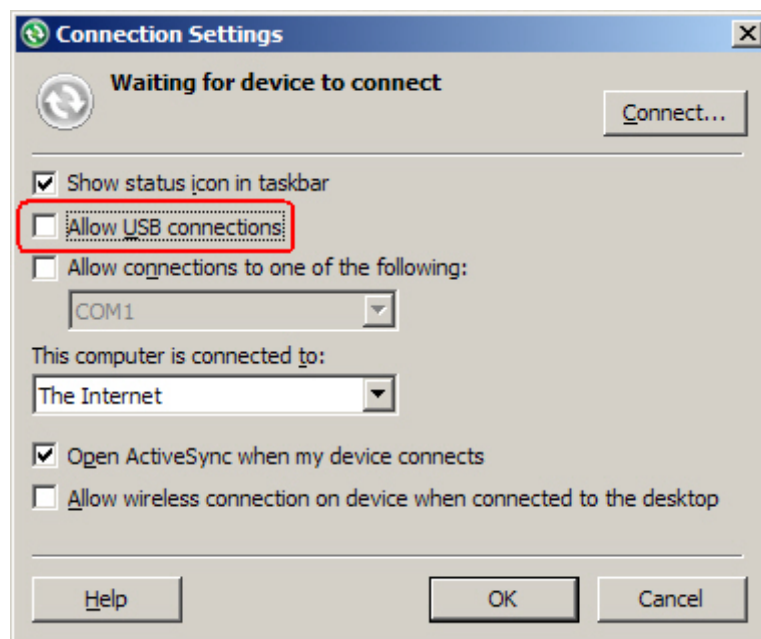 Connection Settings
Waiting for device to connect
Connect...
Show status icon in taskbar
Allow USB connections
Allow connections to one of the following:
COM1
This computer is connected to:
The Internet
Open ActiveSync when my device connects
Allow wireless connection on device when connected to the desktop
Help OK Cancel